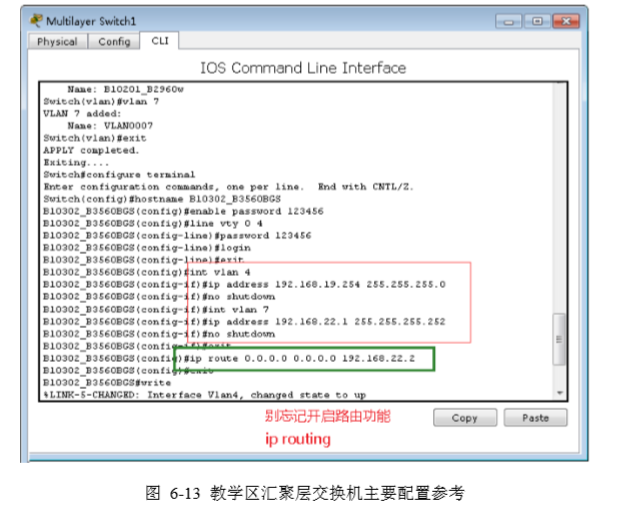 Multilayer Switch1
Physical Config CLI
IOS Command Line Interface
Name: B10201_B2960w
Switch(vlan)#vlan 7
VLAN 7 added:
Name: VLAN0007
Switch(vlan)#exit
APPLY completed.
Exiting....
Switch#configure terminal
Enter configuration commands, one per line. End with CNTL/Z.
Switch(config)#hostname B10302_B3560BGS
B10302_B3560BGS(config)#enable password 123456
B10302_B3560BGS(config)#line vty 0 4
B10302_B3560BGS(config-line)#password 123456
B10302_B3560BGS(config-line)#login
B10302_B3560BGS(config-line)#exit
B10302_B3560BGS(config)#int vlan 4
B10302_B3560BGS(config-if)#ip address 192.168.19.254 255.255.255.0
B10302_B3560BGS(config-if)#no shutdown
B10302_B3560BGS(config-if)#int vlan 7
B10302_B3560BGS(config-if)#ip address 192.168.22.1 255.255.255.252
B10302_B3560BGS(config-if)#no shutdown
B10302_B3560BGS(config-if)#exit
B10302_B3560BGS(config)#ip route 0.0.0.0 0.0.0.0 192.168.22.2
B10302_B3560BGS(config)#exit
B10302_B3560BGS#write
%LINK-5-CHANGED: Interface Vlan4, changed state to up
别忘记开启路由功能
Copy Paste
ip routing
图 6-13 教学区汇聚层交换机主要配置参考